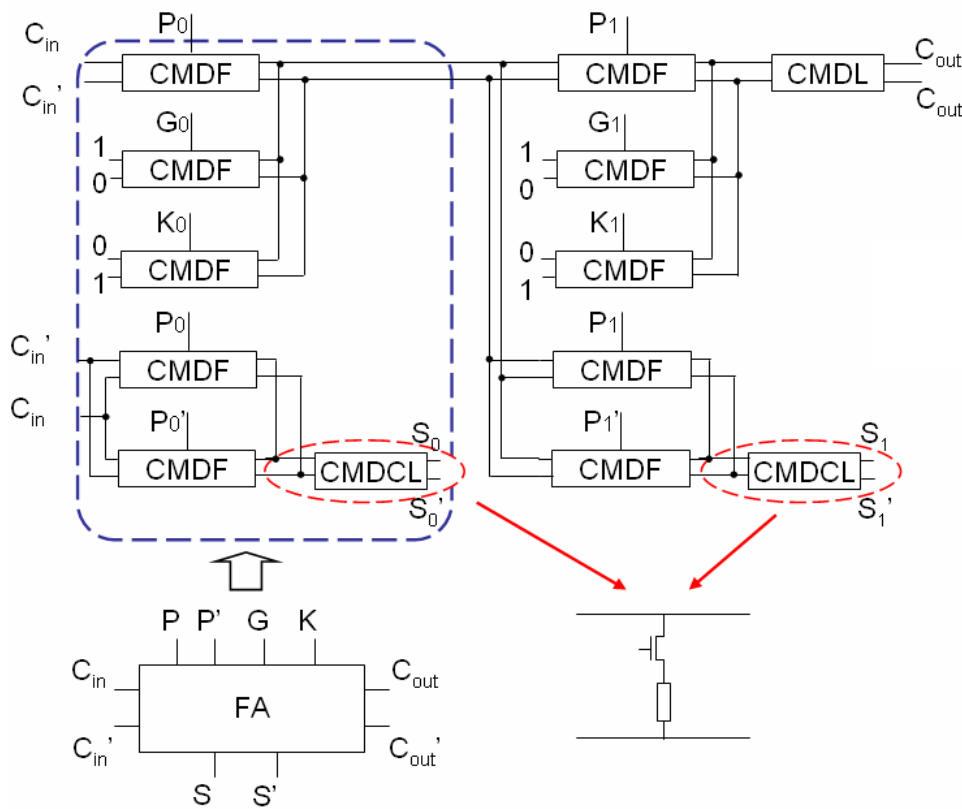 P0 P1
Cin CMDF CMDF CMDL Cout
Cin' Cout
G0 G1
1 CMDF 1 CMDF
0 0
K0 K1
0 CMDF 0 CMDF
1 1
P0 P1
Cin' CMDF CMDF
Cin
P0' P1'
CMDF CMDCL S0 CMDF CMDCL S1
S0' S1'
P P' G K
Cin Cout
FA
Cin' Cout'
S S'